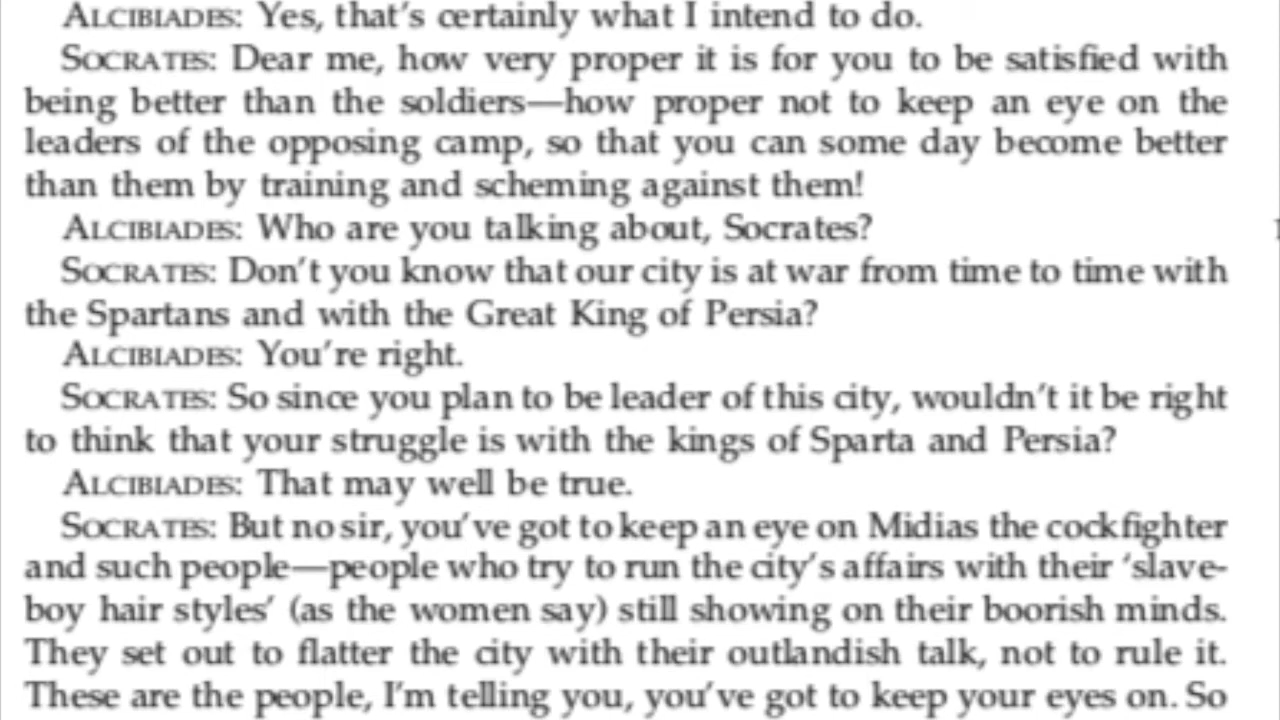 ALCIBIADES: Yes, that's certainly what I intend to do.
SOCRATES: Dear me, how very proper it is for you to be satisfied with
being better than the soldiers—how proper not to keep an eye on the
leaders of the opposing camp, so that you can some day become better
than them by training and scheming against them!
ALCIBIADES: Who are you talking about, Socrates?
SOCRATES: Don't you know that our city is at war from time to time with
the Spartans and with the Great King of Persia?
ALCIBIADES: You're right.
SOCRATES: So since you plan to be leader of this city, wouldn't it be right
to think that your struggle is with the kings of Sparta and Persia?
ALCIBIADES: That may well be true.
SOCRATES: But no sir, you've got to keep an eye on Midias the cockfighter
and such people—people who try to run the city's affairs with their 'slave-
boy hair styles' (as the women say) still showing on their boorish minds.
They set out to flatter the city with their outlandish talk, not to rule it.
These are the people, I'm telling you, you've got to keep your eyes on. So